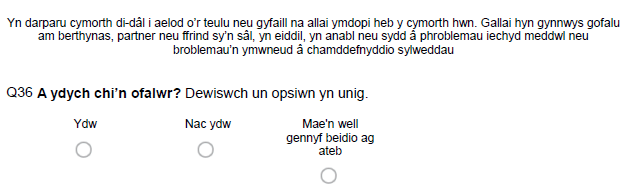 Yn darparu cymorth di-dâl i aelod o'r teulu neu gyfaill na allai ymdopi heb y cymorth hwn. Gallai hyn gynnwys gofalu
am berthynas, partner neu ffrind sy'n sâl, yn eiddil, yn anabl neu sydd â phroblemau iechyd meddwl neu
broblemau'n ymwneud â chamddefnyddio sylweddau
Q36 A ydych chi'n ofalwr? Dewiswch un opsiwn yn unig.
Ydw Nac ydw Mae'n well
gennyf beidio ag
ateb